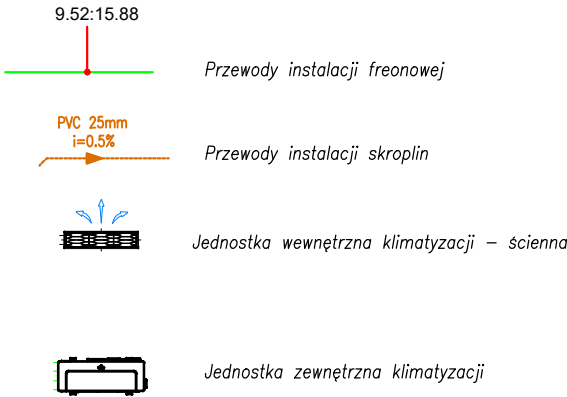 9.52:15.88
Przewody instalacji freonowej
PVC 25mm
i=0.5%
Przewody instalacji skroplin
Jednostka wewnętrzna klimatyzacji – ścienna
Jednostka zewnętrzna klimatyzacji